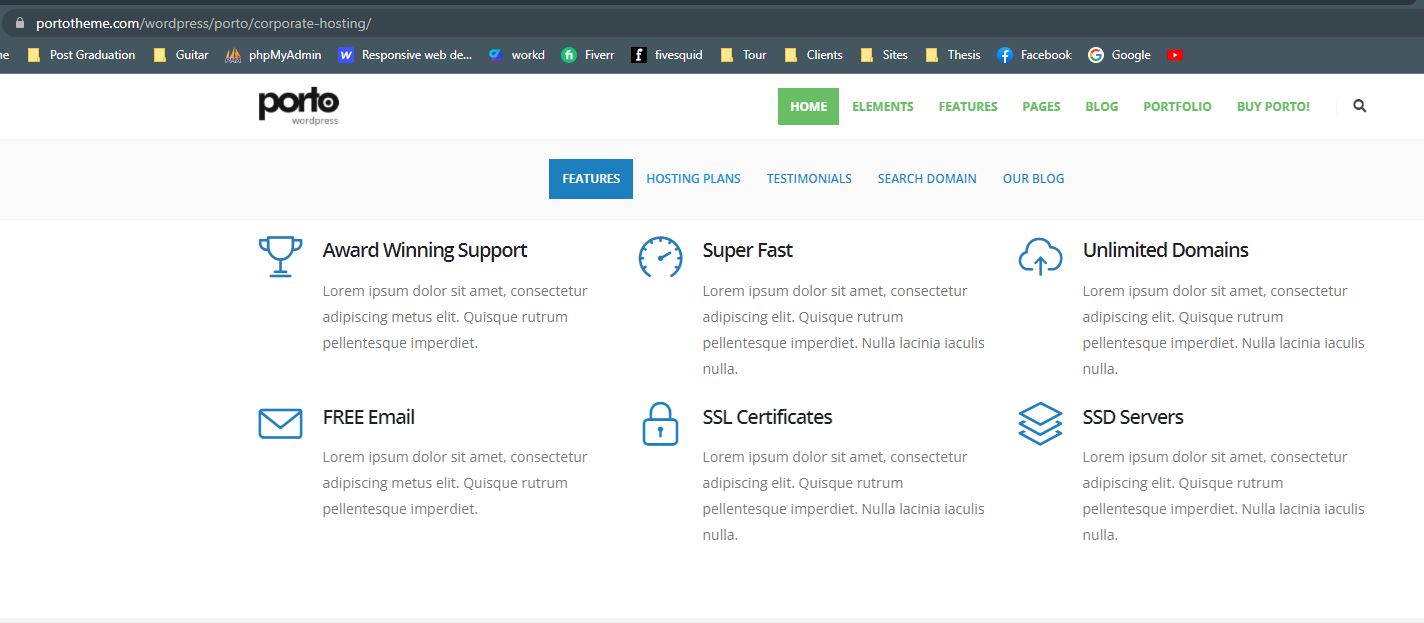 portotheme.com/wordpress/porto/corporate-hosting/
ne Post Graduation Guitar phpMyAdmin Responsive web de... workd Fiverr fivesquid Tour Clients Sites Thesis Facebook Google
porto
wordpress
HOME ELEMENTS FEATURES PAGES BLOG PORTFOLIO BUY PORTO!
FEATURES HOSTING PLANS TESTIMONIALS SEARCH DOMAIN OUR BLOG
Award Winning Support
Lorem ipsum dolor sit amet, consectetur
adipiscing metus elit. Quisque rutrum
pellentesque imperdiet.
Super Fast
Lorem ipsum dolor sit amet, consectetur
adipiscing elit. Quisque rutrum
pellentesque imperdiet. Nulla lacinia iaculis
nulla.
Unlimited Domains
Lorem ipsum dolor sit amet, consectetur
adipiscing elit. Quisque rutrum
pellentesque imperdiet. Nulla lacinia iaculis
nulla.
FREE Email
Lorem ipsum dolor sit amet, consectetur
adipiscing metus elit. Quisque rutrum
pellentesque imperdiet.
SSL Certificates
Lorem ipsum dolor sit amet, consectetur
adipiscing elit. Quisque rutrum
pellentesque imperdiet. Nulla lacinia iaculis
nulla.
SSD Servers
Lorem ipsum dolor sit amet, consectetur
adipiscing elit. Quisque rutrum
pellentesque imperdiet. Nulla lacinia iaculis
nulla.